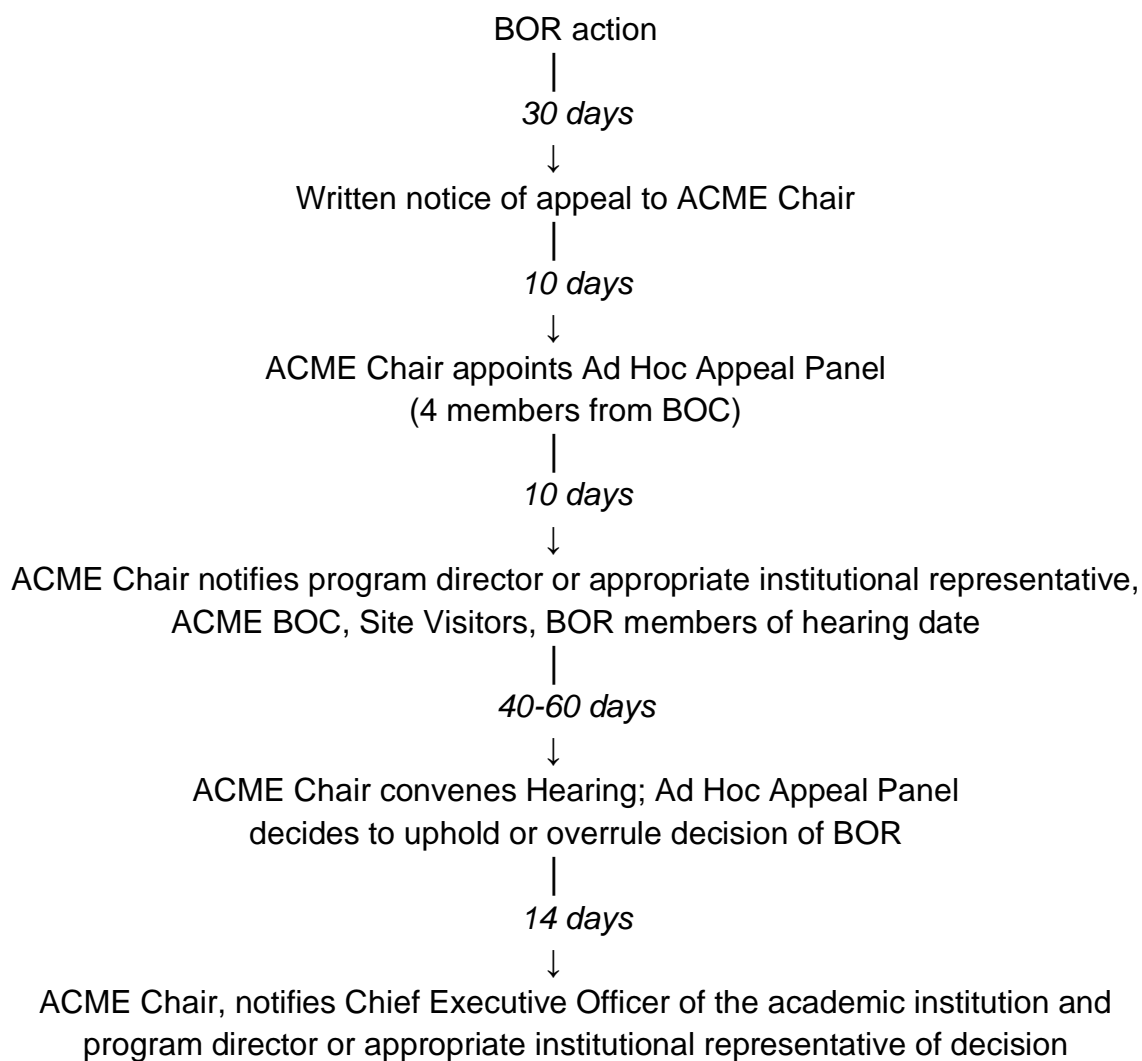 BOR action
30 days
↓
Written notice of appeal to ACME Chair
10 days
↓
ACME Chair appoints Ad Hoc Appeal Panel
(4 members from BOC)
10 days
↓
ACME Chair notifies program director or appropriate institutional representative,
ACME BOC, Site Visitors, BOR members of hearing date
40-60 days
↓
ACME Chair convenes Hearing; Ad Hoc Appeal Panel
decides to uphold or overrule decision of BOR
14 days
↓
ACME Chair, notifies Chief Executive Officer of the academic institution and
program director or appropriate institutional representative of decision